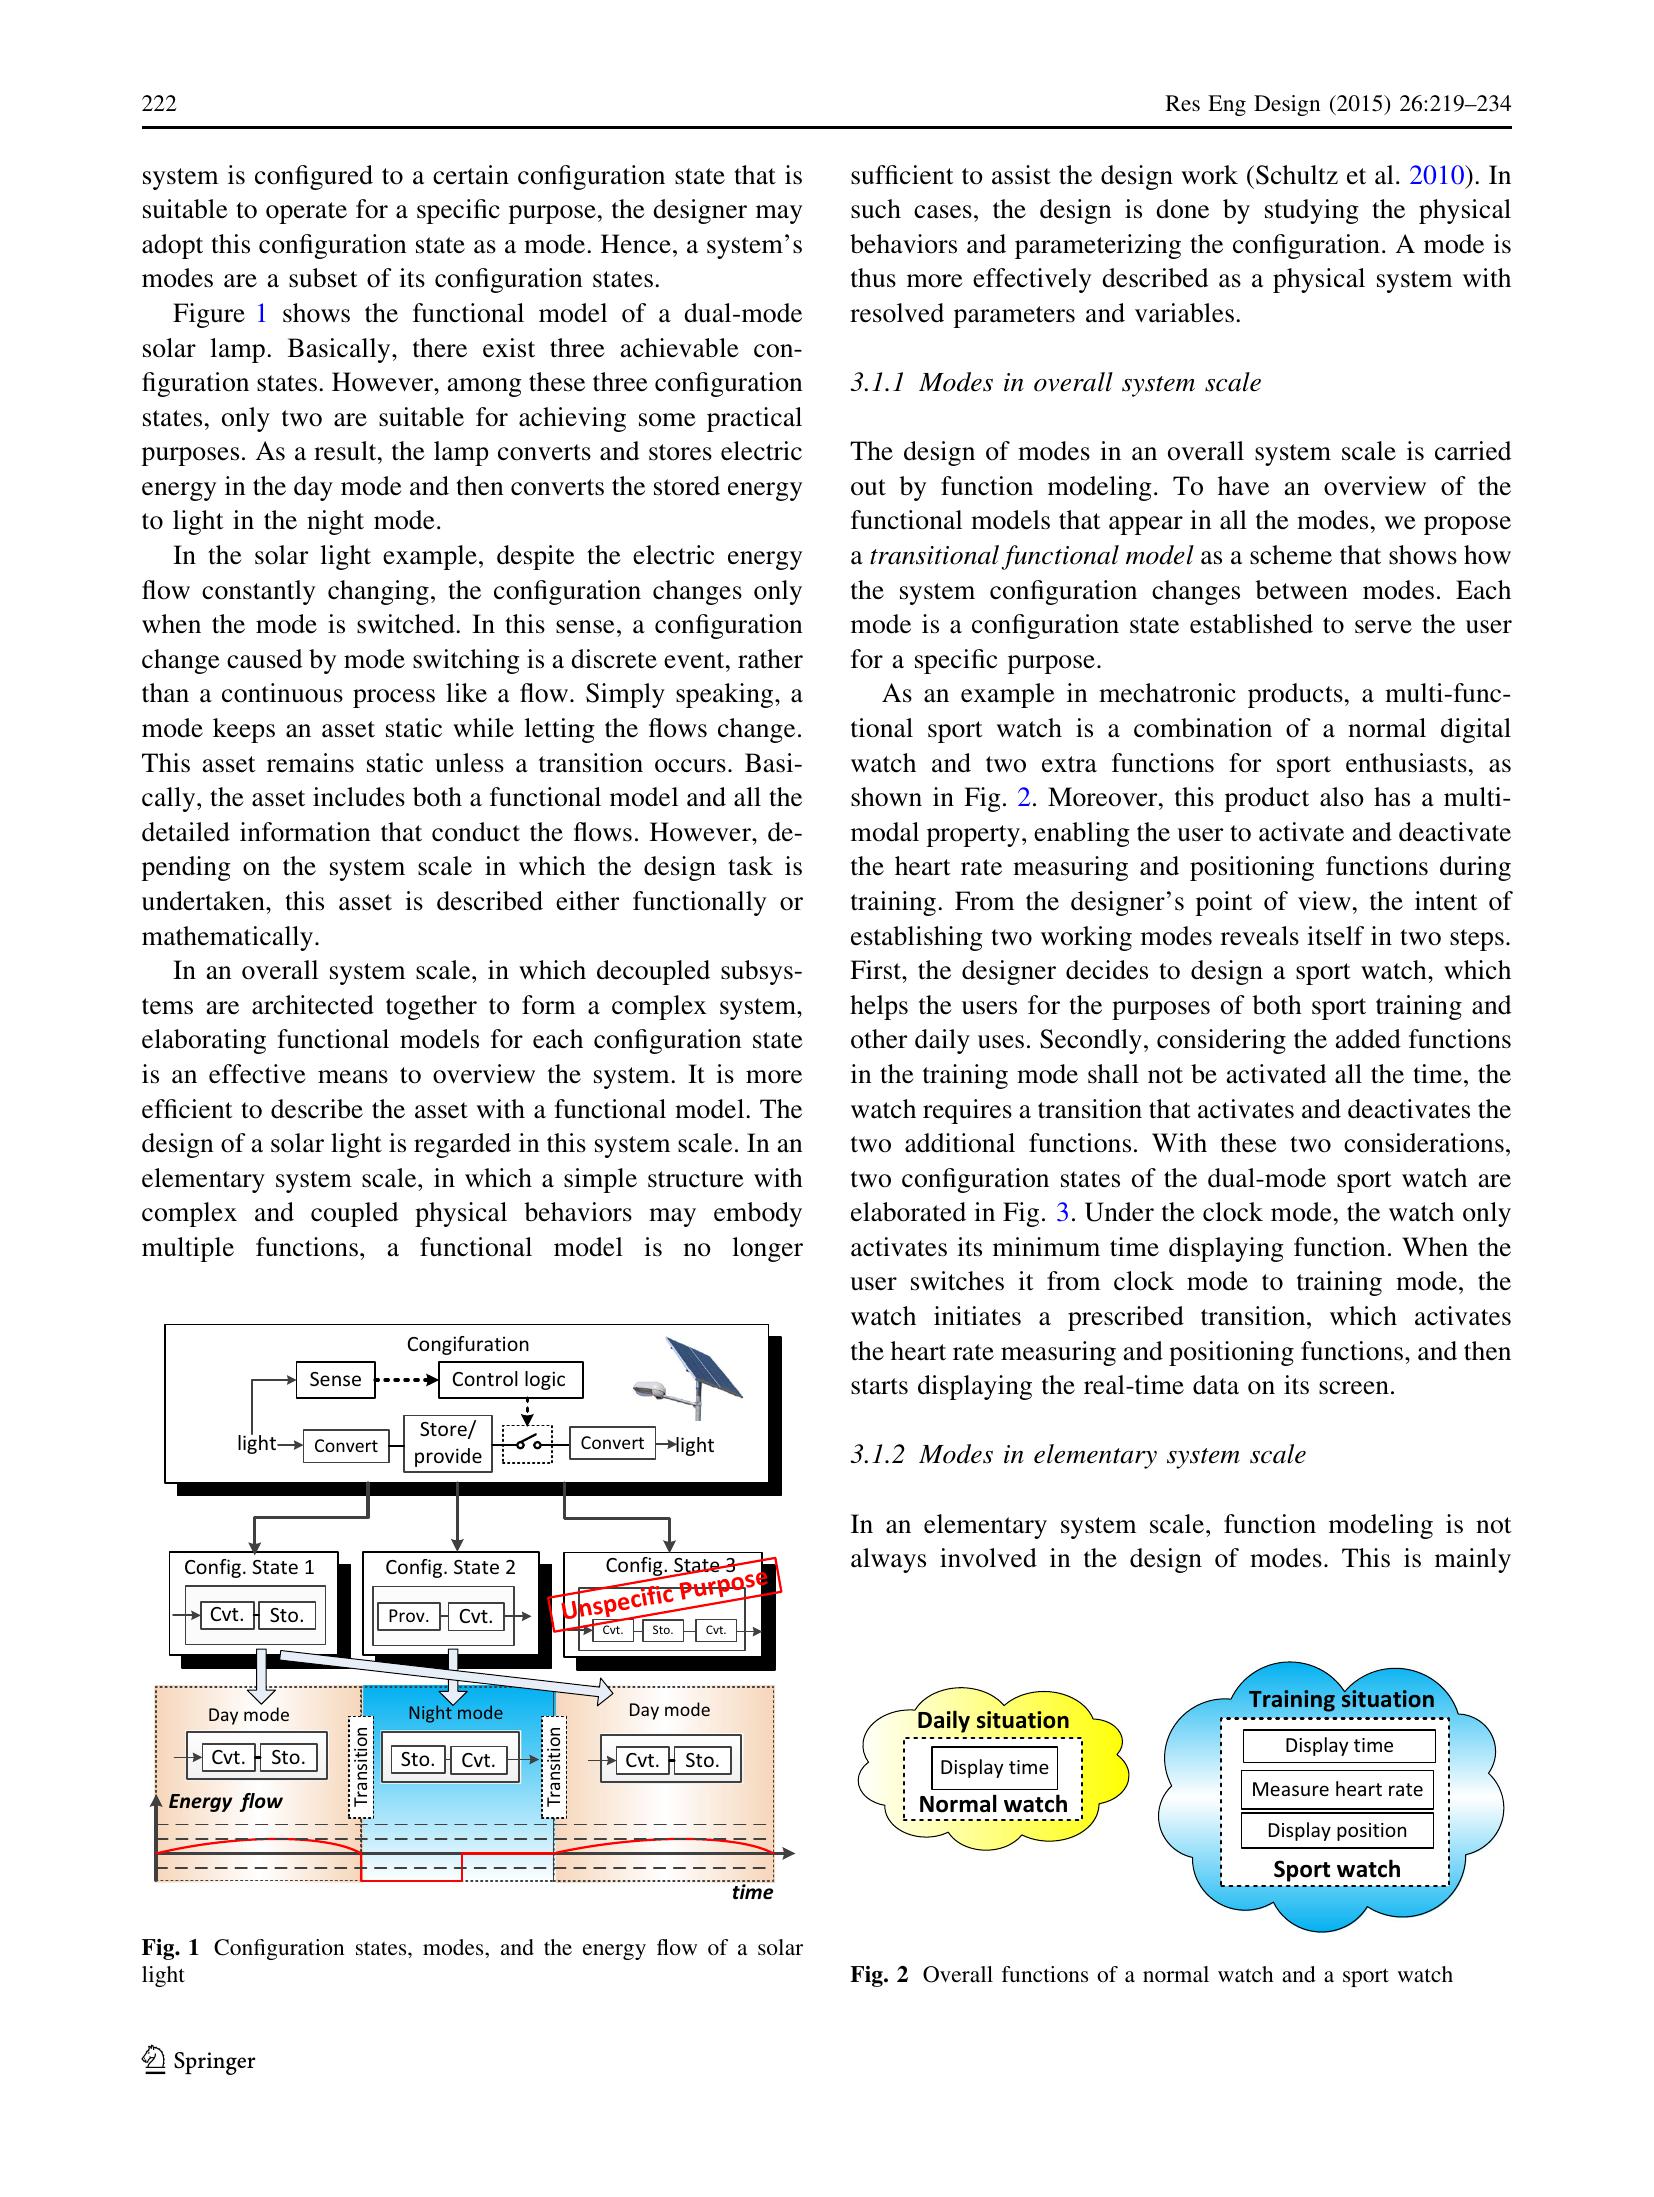 222
Res Eng Design (2015) 26:219–234
system is configured to a certain configuration state that is
suitable to operate for a specific purpose, the designer may
adopt this configuration state as a mode. Hence, a system's
modes are a subset of its configuration states.
Figure 1 shows the functional model of a dual-mode
solar lamp. Basically, there exist three achievable con-
figuration states. However, among these three configuration
states, only two are suitable for achieving some practical
purposes. As a result, the lamp converts and stores electric
energy in the day mode and then converts the stored energy
to light in the night mode.
In the solar light example, despite the electric energy
flow constantly changing, the configuration changes only
when the mode is switched. In this sense, a configuration
change caused by mode switching is a discrete event, rather
than a continuous process like a flow. Simply speaking, a
mode keeps an asset static while letting the flows change.
This asset remains static unless a transition occurs. Basi-
cally, the asset includes both a functional model and all the
detailed information that conduct the flows. However, de-
pending on the system scale in which the design task is
undertaken, this asset is described either functionally or
mathematically.
In an overall system scale, in which decoupled subsys-
tems are architected together to form a complex system,
elaborating functional models for each configuration state
is an effective means to overview the system. It is more
efficient to describe the asset with a functional model. The
design of a solar light is regarded in this system scale. In an
elementary system scale, in which a simple structure with
complex and coupled physical behaviors may embody
multiple functions, a functional model is no longer
Congifuration
Sense
Control logic
light
Convert
Store/
provide
Convert
light
Config. State 1
Cvt.
Sto.
Config. State 2
Prov.
Cvt.
Config. State 3
Unspecific Purpose
Cvt.
Sto.
Cvt.
Day mode
Cvt.
Sto.
Transition
Night mode
Sto.
Cvt.
Transition
Day mode
Cvt.
Sto.
Energy flow
time
Fig. 1 Configuration states, modes, and the energy flow of a solar
light
sufficient to assist the design work (Schultz et al. 2010). In
such cases, the design is done by studying the physical
behaviors and parameterizing the configuration. A mode is
thus more effectively described as a physical system with
resolved parameters and variables.
3.1.1 Modes in overall system scale
The design of modes in an overall system scale is carried
out by function modeling. To have an overview of the
functional models that appear in all the modes, we propose
a transitional functional model as a scheme that shows how
the system configuration changes between modes. Each
mode is a configuration state established to serve the user
for a specific purpose.
As an example in mechatronic products, a multi-func-
tional sport watch is a combination of a normal digital
watch and two extra functions for sport enthusiasts, as
shown in Fig. 2. Moreover, this product also has a multi-
modal property, enabling the user to activate and deactivate
the heart rate measuring and positioning functions during
training. From the designer's point of view, the intent of
establishing two working modes reveals itself in two steps.
First, the designer decides to design a sport watch, which
helps the users for the purposes of both sport training and
other daily uses. Secondly, considering the added functions
in the training mode shall not be activated all the time, the
watch requires a transition that activates and deactivates the
two additional functions. With these two considerations,
two configuration states of the dual-mode sport watch are
elaborated in Fig. 3. Under the clock mode, the watch only
activates its minimum time displaying function. When the
user switches it from clock mode to training mode, the
watch initiates a prescribed transition, which activates
the heart rate measuring and positioning functions, and then
starts displaying the real-time data on its screen.
3.1.2 Modes in elementary system scale
In an elementary system scale, function modeling is not
always involved in the design of modes. This is mainly
Daily situation
Display time
Normal watch
Training situation
Display time
Measure heart rate
Display position
Sport watch
Fig. 2 Overall functions of a normal watch and a sport watch
Springer